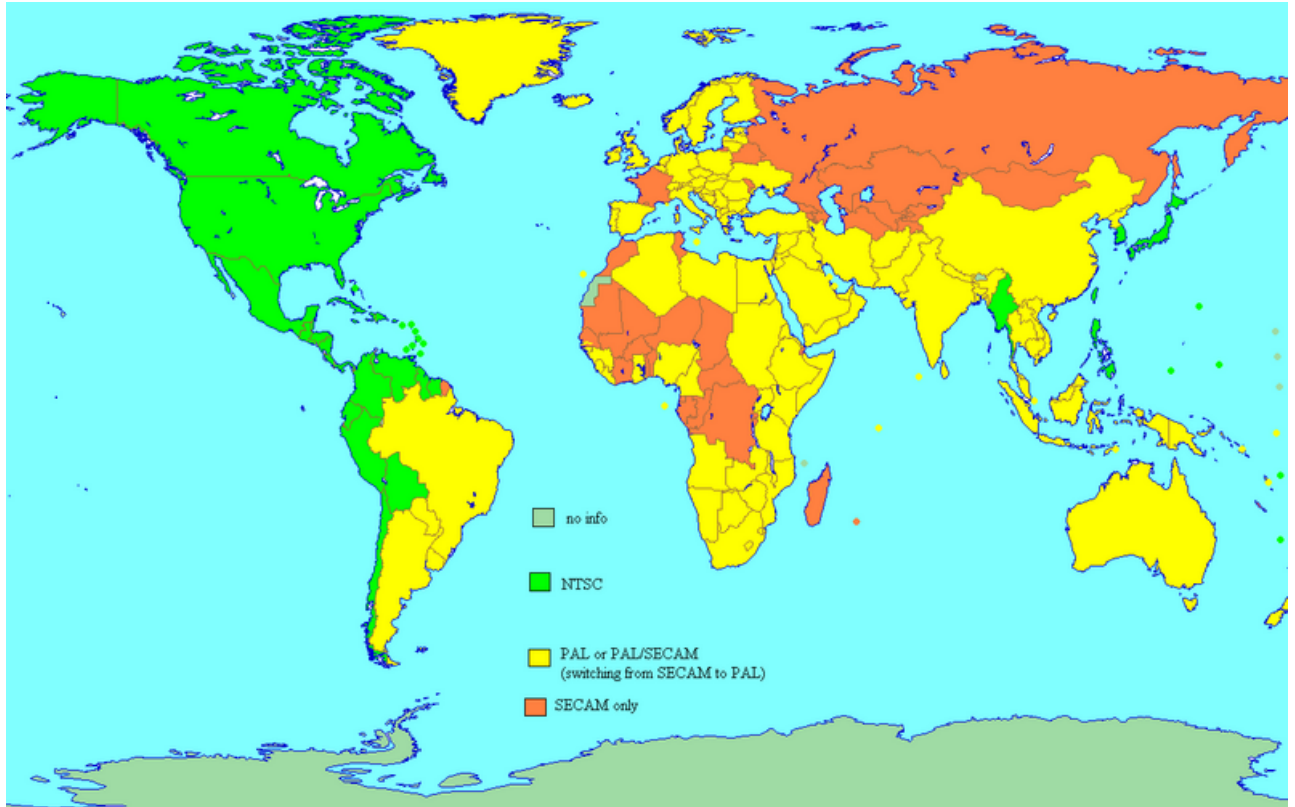 no info
NTSC
PAL or PAL/SECAM
(switching from SECAM to PAL)
SECAM only